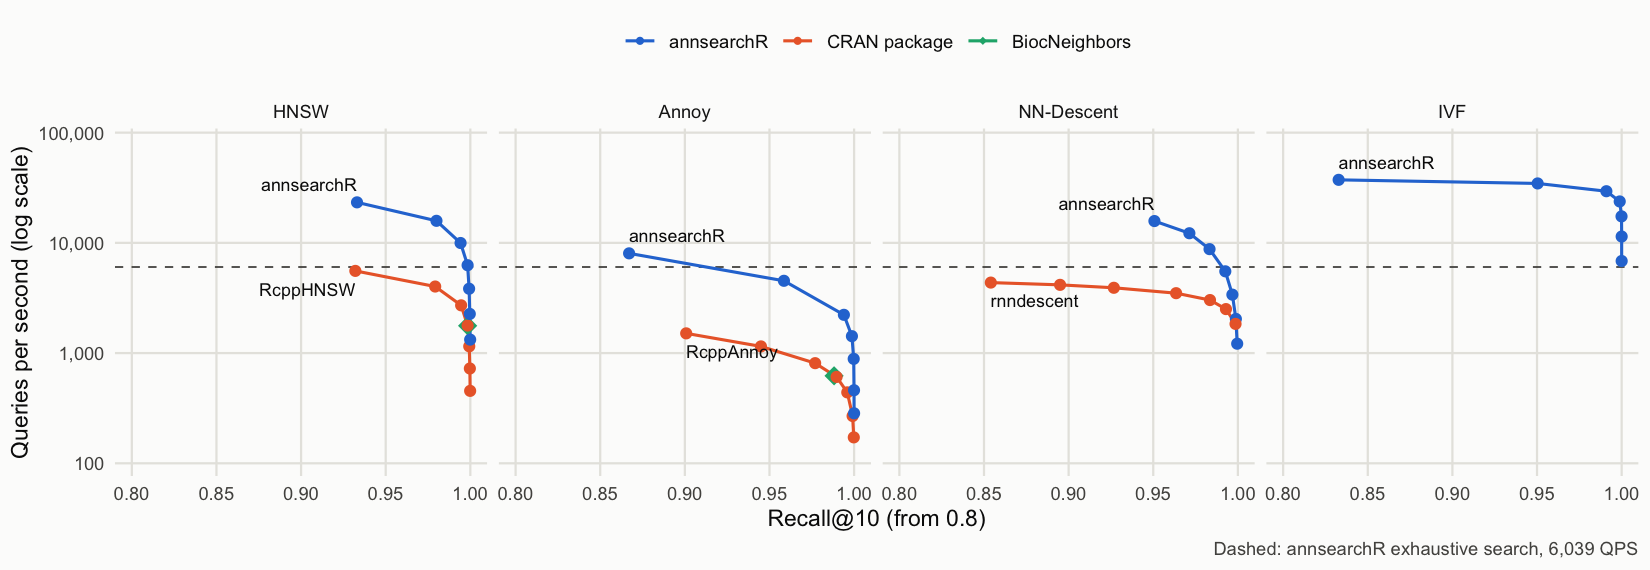 annsearchR CRAN package BiocNeighbors
HNSW Annoy NN-Descent IVF
Queries per second (log scale)
100,000
10,000
1,000
100
annsearchR
RcppHNSW
annsearchR
RcppAnnoy
annsearchR
rnndescent
annsearchR
0.80 0.85 0.90 0.95 1.00 0.80 0.85 0.90 0.95 1.00 0.80 0.85 0.90 0.95 1.00 0.80 0.85 0.90 0.95 1.00
Recall@10 (from 0.8)
Dashed: annsearchR exhaustive search, 6,039 QPS